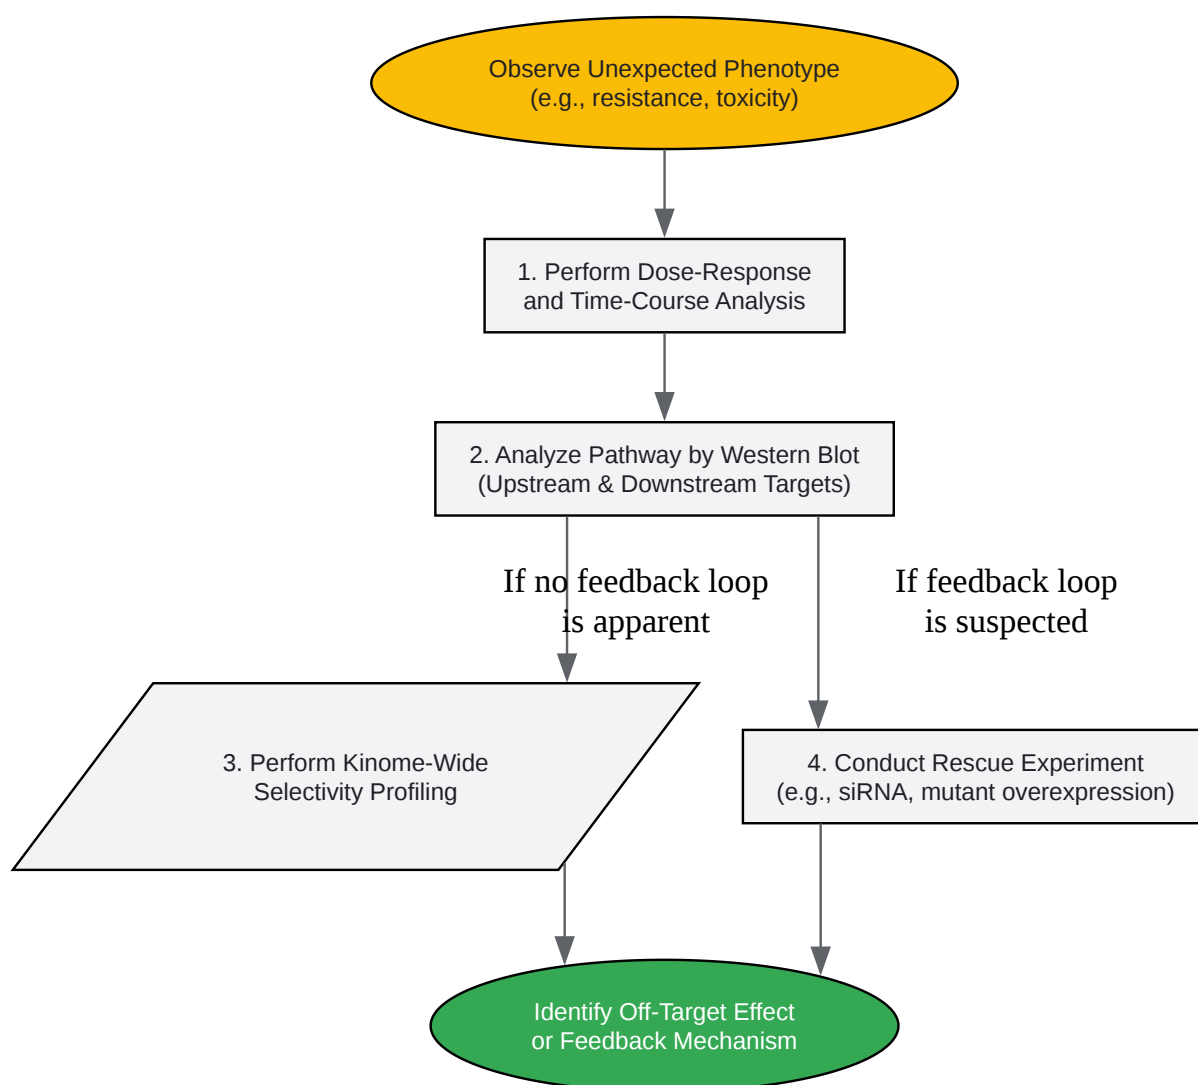 Observe Unexpected Phenotype
(e.g., resistance, toxicity)
1. Perform Dose-Response
and Time-Course Analysis
2. Analyze Pathway by Western Blot
(Upstream & Downstream Targets)
If no feedback loop
is apparent
If feedback loop
is suspected
3. Perform Kinome-Wide
Selectivity Profiling
4. Conduct Rescue Experiment
(e.g., siRNA, mutant overexpression)
Identify Off-Target Effect
or Feedback Mechanism